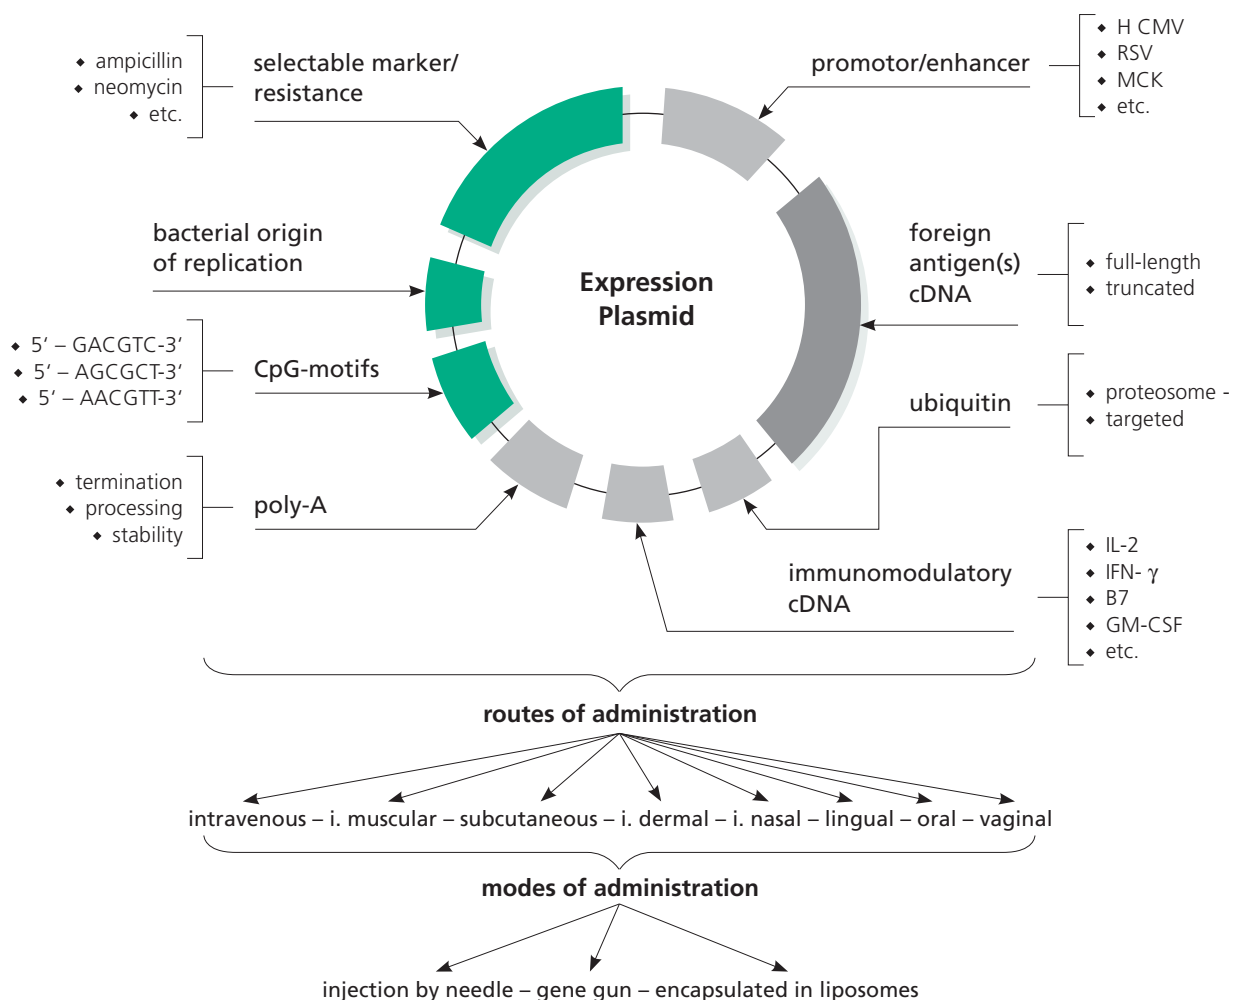 ◆ ampicillin
◆ neomycin
◆ etc.
selectable marker/
resistance
promotor/enhancer
◆ H CMV
◆ RSV
◆ MCK
◆ etc.
bacterial origin
of replication
Expression
Plasmid
foreign
antigen(s)
cDNA
◆ full-length
◆ truncated
◆ 5‘ – GACGTC-3‘
◆ 5‘ – AGCGCT-3‘
◆ 5‘ – AACGTT-3‘
CpG-motifs
ubiquitin
◆ proteosome -
◆ targeted
◆ termination
◆ processing
◆ stability
poly-A
immunomodulatory
cDNA
◆ IL-2
◆ IFN- γ
◆ B7
◆ GM-CSF
◆ etc.
routes of administration
intravenous – i. muscular – subcutaneous – i. dermal – i. nasal – lingual – oral – vaginal
modes of administration
injection by needle – gene gun – encapsulated in liposomes